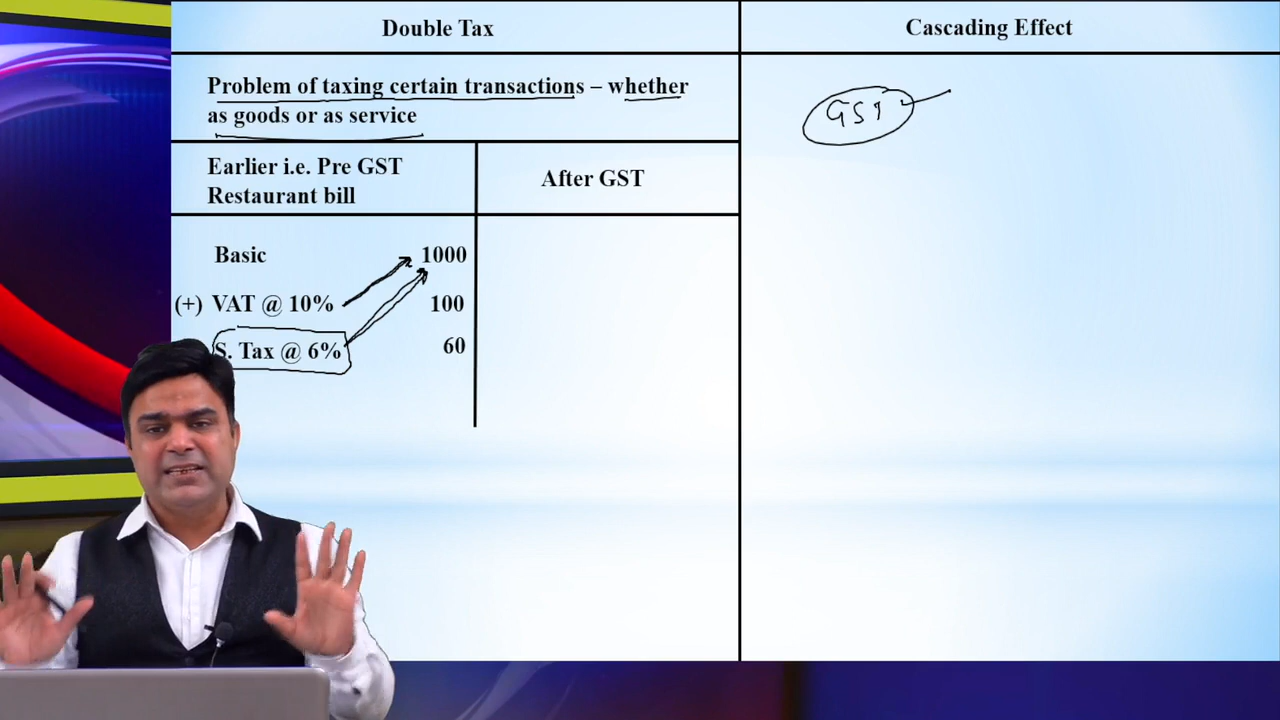 Double Tax
Cascading Effect
Problem of taxing certain transactions – whether
as goods or as service
GST
Earlier i.e. Pre GST
Restaurant bill
After GST
Basic 1000
(+) VAT @ 10% 100
S. Tax @ 6% 60